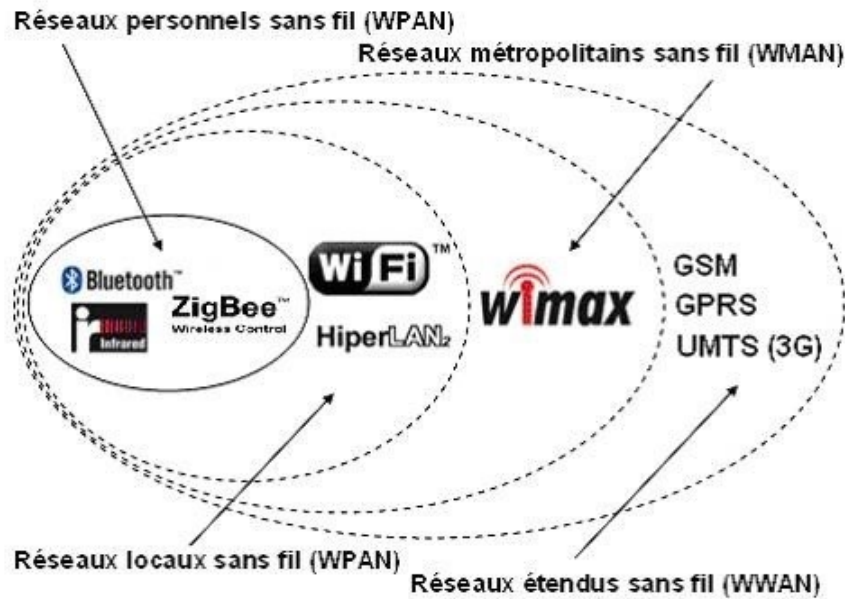 Réseaux personnels sans fil (WPAN)
Réseaux métropolitains sans fil (WMAN)
Bluetooth™
Infrared
ZigBee™
Wireless Control
WiFi™
HiperLAN2
wimax
GSM
GPRS
UMTS (3G)
Réseaux locaux sans fil (WPAN)
Réseaux étendus sans fil (WWAN)